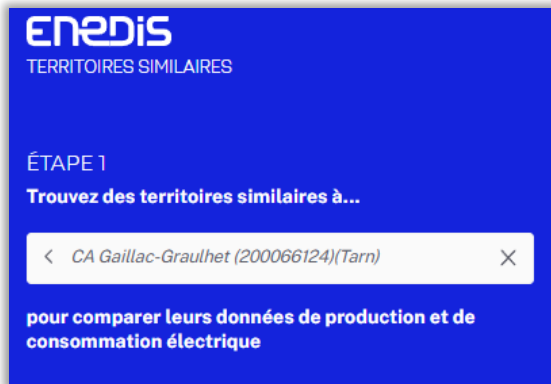 ENEDIS
TERRITOIRES SIMILAIRES
ÉTAPE 1
Trouvez des territoires similaires à...
CA Gaillac-Graulhet (200066124)(Tarn)
pour comparer leurs données de production et de
consommation électrique